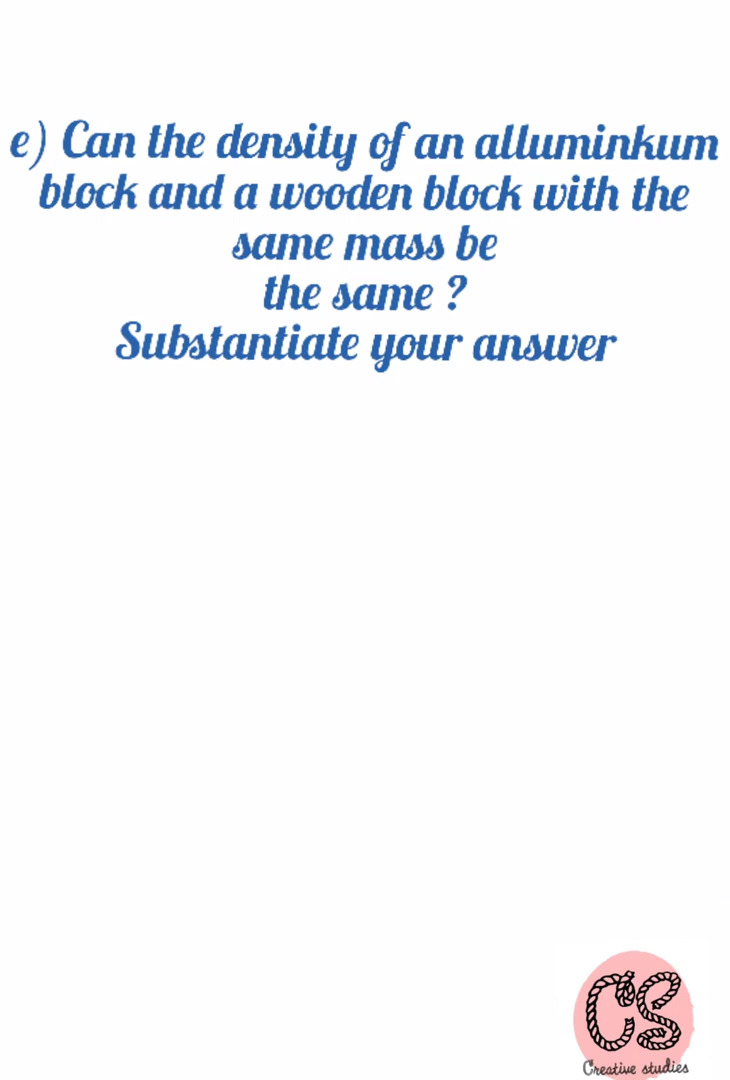 e) Can the density of an alluminkum
block and a wooden block with the
same mass be
the same ?
Substantiate your answer
CS
Creative studies